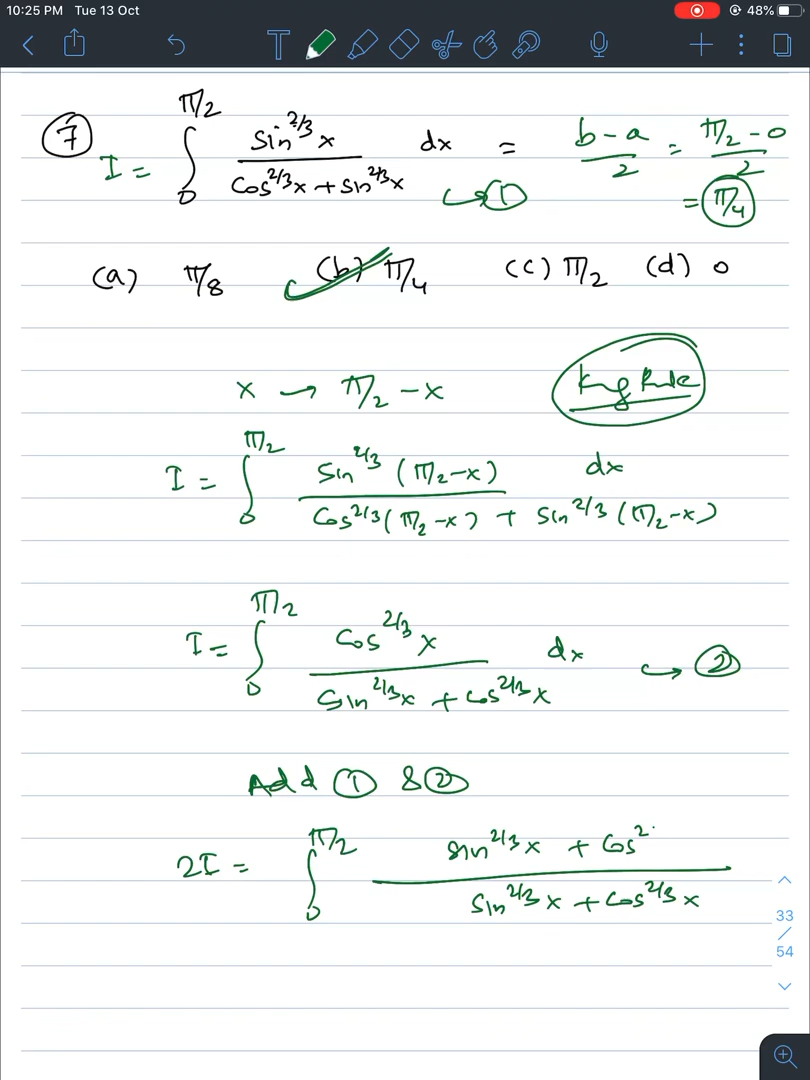 10:25 PM Tue 13 Oct 48%
T
⑦ I = ∫₀^{π/2} sin^{2/3}x / (cos^{2/3}x + sin^{2/3}x) dx = (b-a)/2 = (π/2 - 0)/2
↪ ① = π/4
(a) π/8 (b) π/4 (c) π/2 (d) 0
x → π/2 - x King Rule
I = ∫₀^{π/2} sin^{2/3}(π/2 - x) / (cos^{2/3}(π/2 - x) + sin^{2/3}(π/2 - x)) dx
I = ∫₀^{π/2} cos^{2/3}x / (sin^{2/3}x + cos^{2/3}x) dx ↪ ②
Add ① & ②
2I = ∫₀^{π/2} (sin^{2/3}x + cos^{2}) / (sin^{2/3}x + cos^{2/3}x)
33
/
54